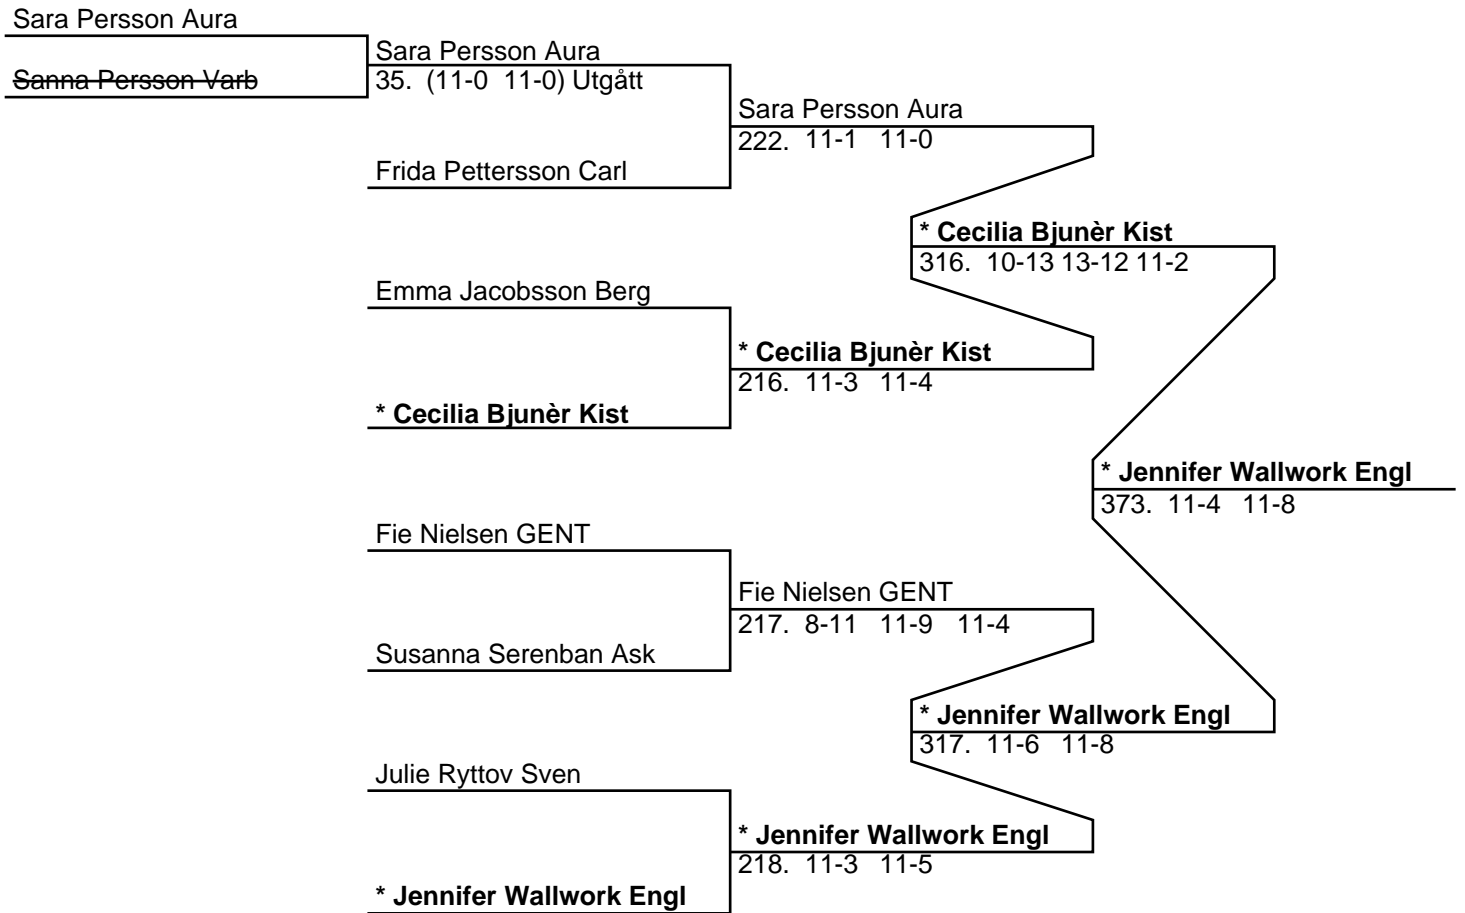 Sara Persson Aura
Sanna Persson Varb
Sara Persson Aura
35. (11-0 11-0) Utgått
Frida Pettersson Carl
Sara Persson Aura
222. 11-1 11-0
Emma Jacobsson Berg
* Cecilia Bjunèr Kist
* Cecilia Bjunèr Kist
216. 11-3 11-4
* Cecilia Bjunèr Kist
316. 10-13 13-12 11-2
Fie Nielsen GENT
Susanna Serenban Ask
Fie Nielsen GENT
217. 8-11 11-9 11-4
Julie Ryttov Sven
* Jennifer Wallwork Engl
* Jennifer Wallwork Engl
218. 11-3 11-5
* Jennifer Wallwork Engl
317. 11-6 11-8
* Jennifer Wallwork Engl
373. 11-4 11-8